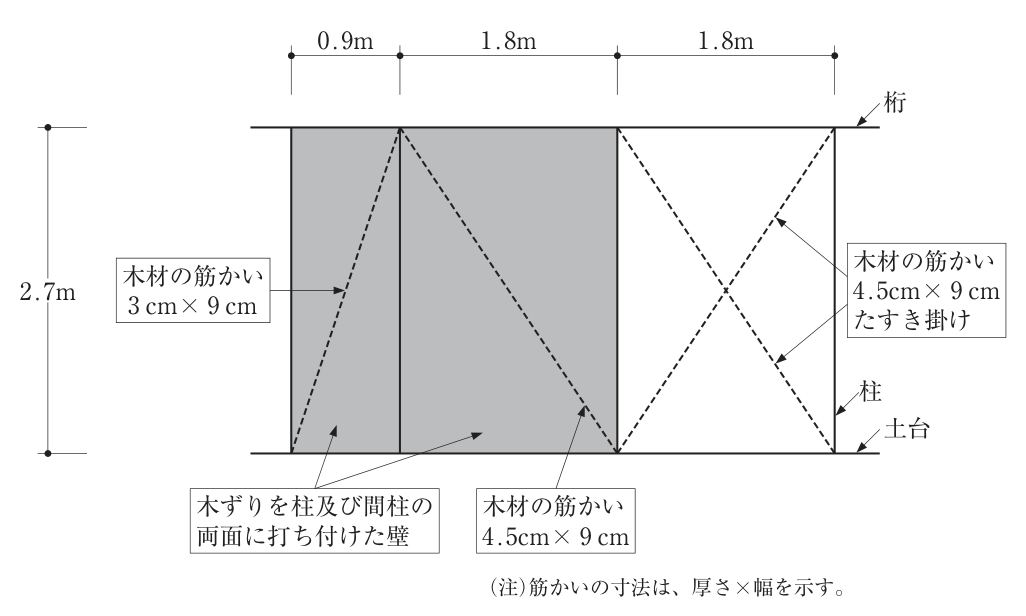 0.9m
1.8m
1.8m
桁
2.7m
木材の筋かい
3cm×9cm
木材の筋かい
4.5cm×9cm
たすき掛け
柱
土台
木ずりを柱及び間柱の
両面に打ち付けた壁
木材の筋かい
4.5cm×9cm
(注)筋かいの寸法は、厚さ×幅を示す。